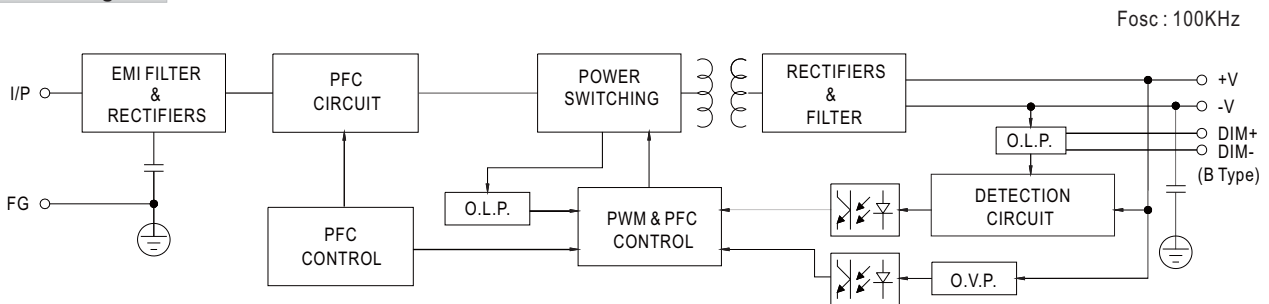 Fosc : 100KHz
I/P
EMI FILTER
&
RECTIFIERS
PFC
CIRCUIT
POWER
SWITCHING
RECTIFIERS
&
FILTER
+V
-V
O.L.P.
DIM+
DIM-
(B Type)
FG
PFC
CONTROL
O.L.P.
PWM & PFC
CONTROL
DETECTION
CIRCUIT
O.V.P.